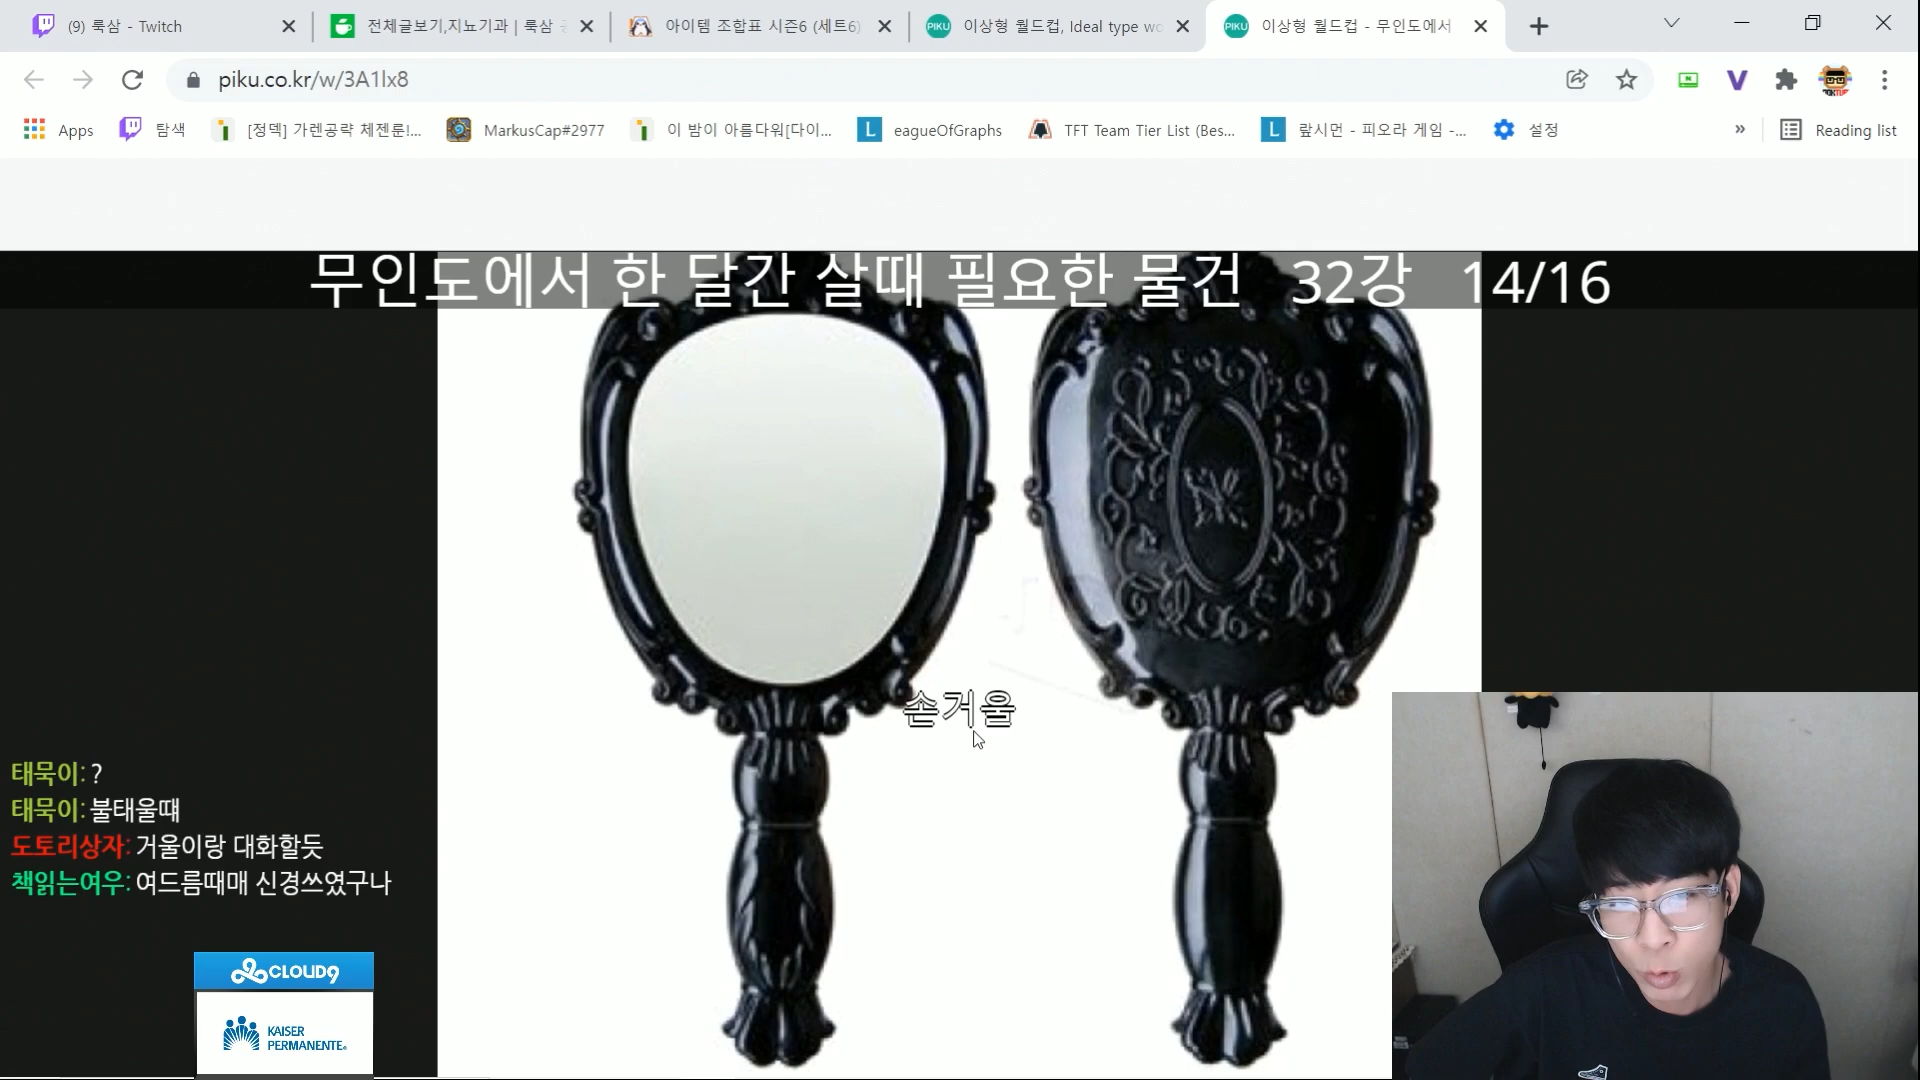 (9) 룩삼 - Twitch
전체글보기,지뇨기과 | 룩삼 공
아이템 조합표 시즌6 (세트6)
이상형 월드컵, Ideal type wo
이상형 월드컵 - 무인도에서
piku.co.kr/w/3A1lx8
Apps
탐색
[정덱] 가렌공략 체젠룬!...
MarkusCap#2977
이 밤이 아름다워[다이...
eagueOfGraphs
TFT Team Tier List (Bes...
랖시먼 - 피오라 게임 -...
설정
»
Reading list
무인도에서 한 달간 살때 필요한 물건 32강 14/16
손거울
태묵이: ?
태묵이: 불태울떄
도토리상자: 거울이랑 대화할듯
책읽는여우: 여드름때매 신경쓰였구나
CLOUD9
KAISER
PERMANENTE.